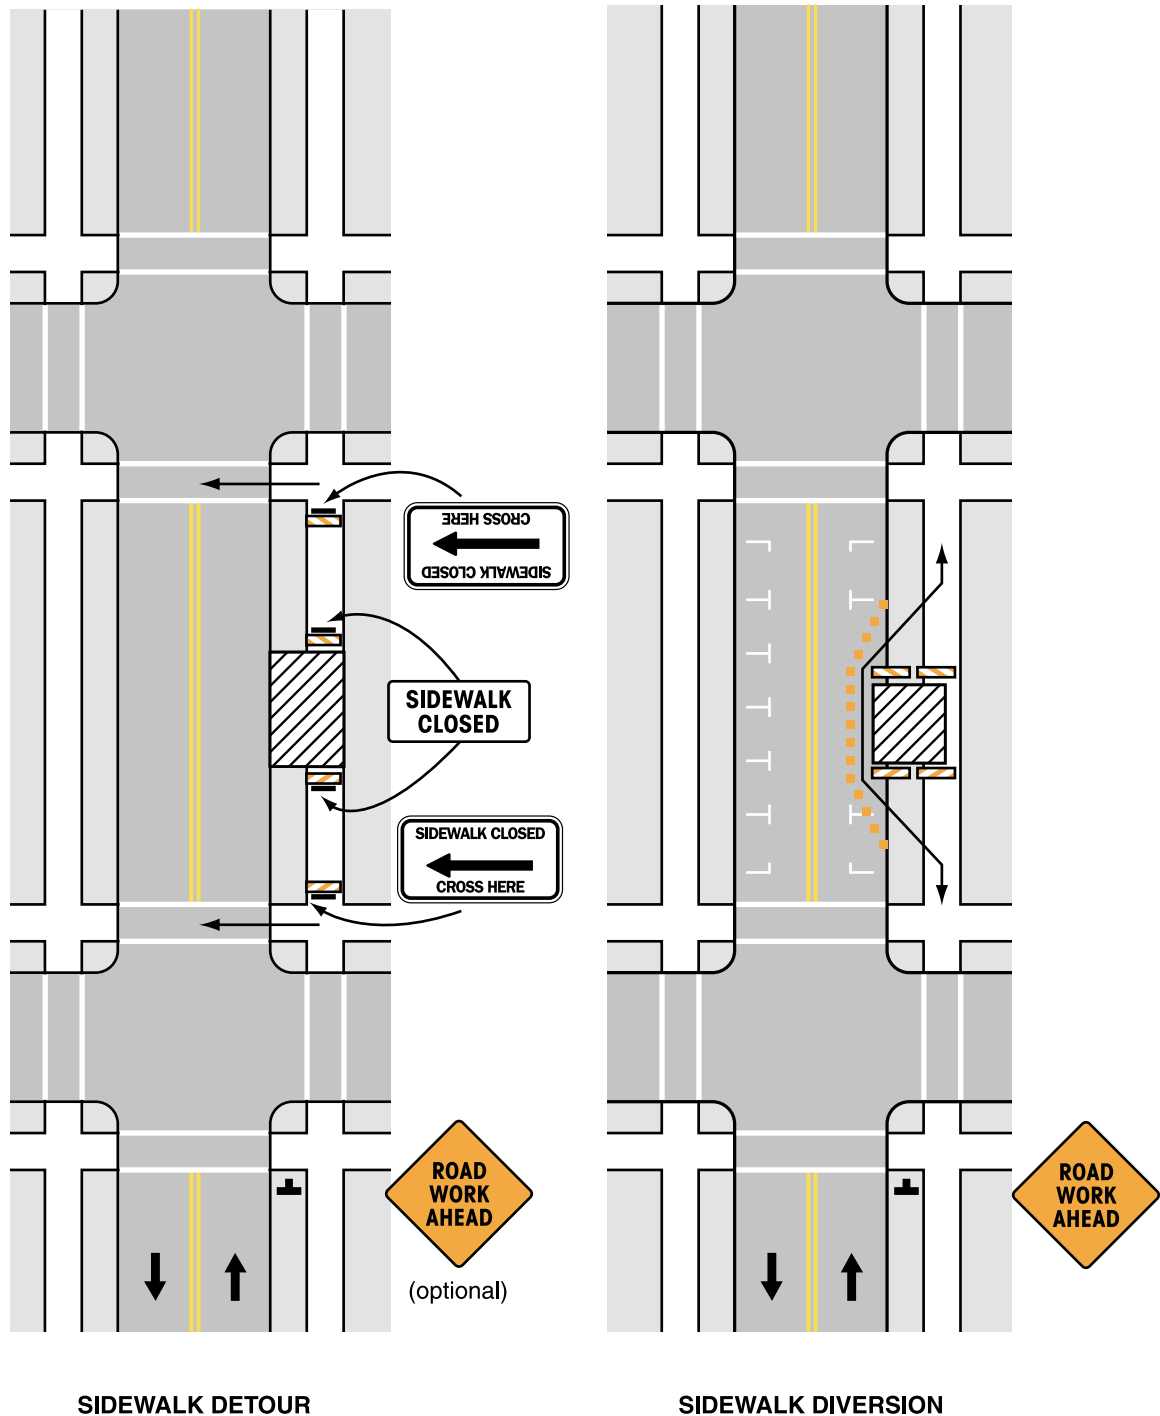 CROSS HERE
SIDEWALK CLOSED
SIDEWALK
CLOSED
SIDEWALK CLOSED
CROSS HERE
ROAD
WORK
AHEAD
(optional)
ROAD
WORK
AHEAD
SIDEWALK DETOUR
SIDEWALK DIVERSION